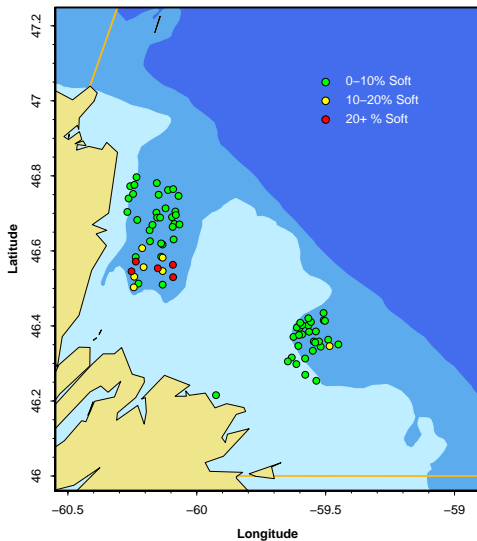 47.2
47
46.8
46.6
46.4
46.2
46
Latitude
0–10% Soft
10–20% Soft
20+ % Soft
−60.5
−60
−59.5
−59
Longitude